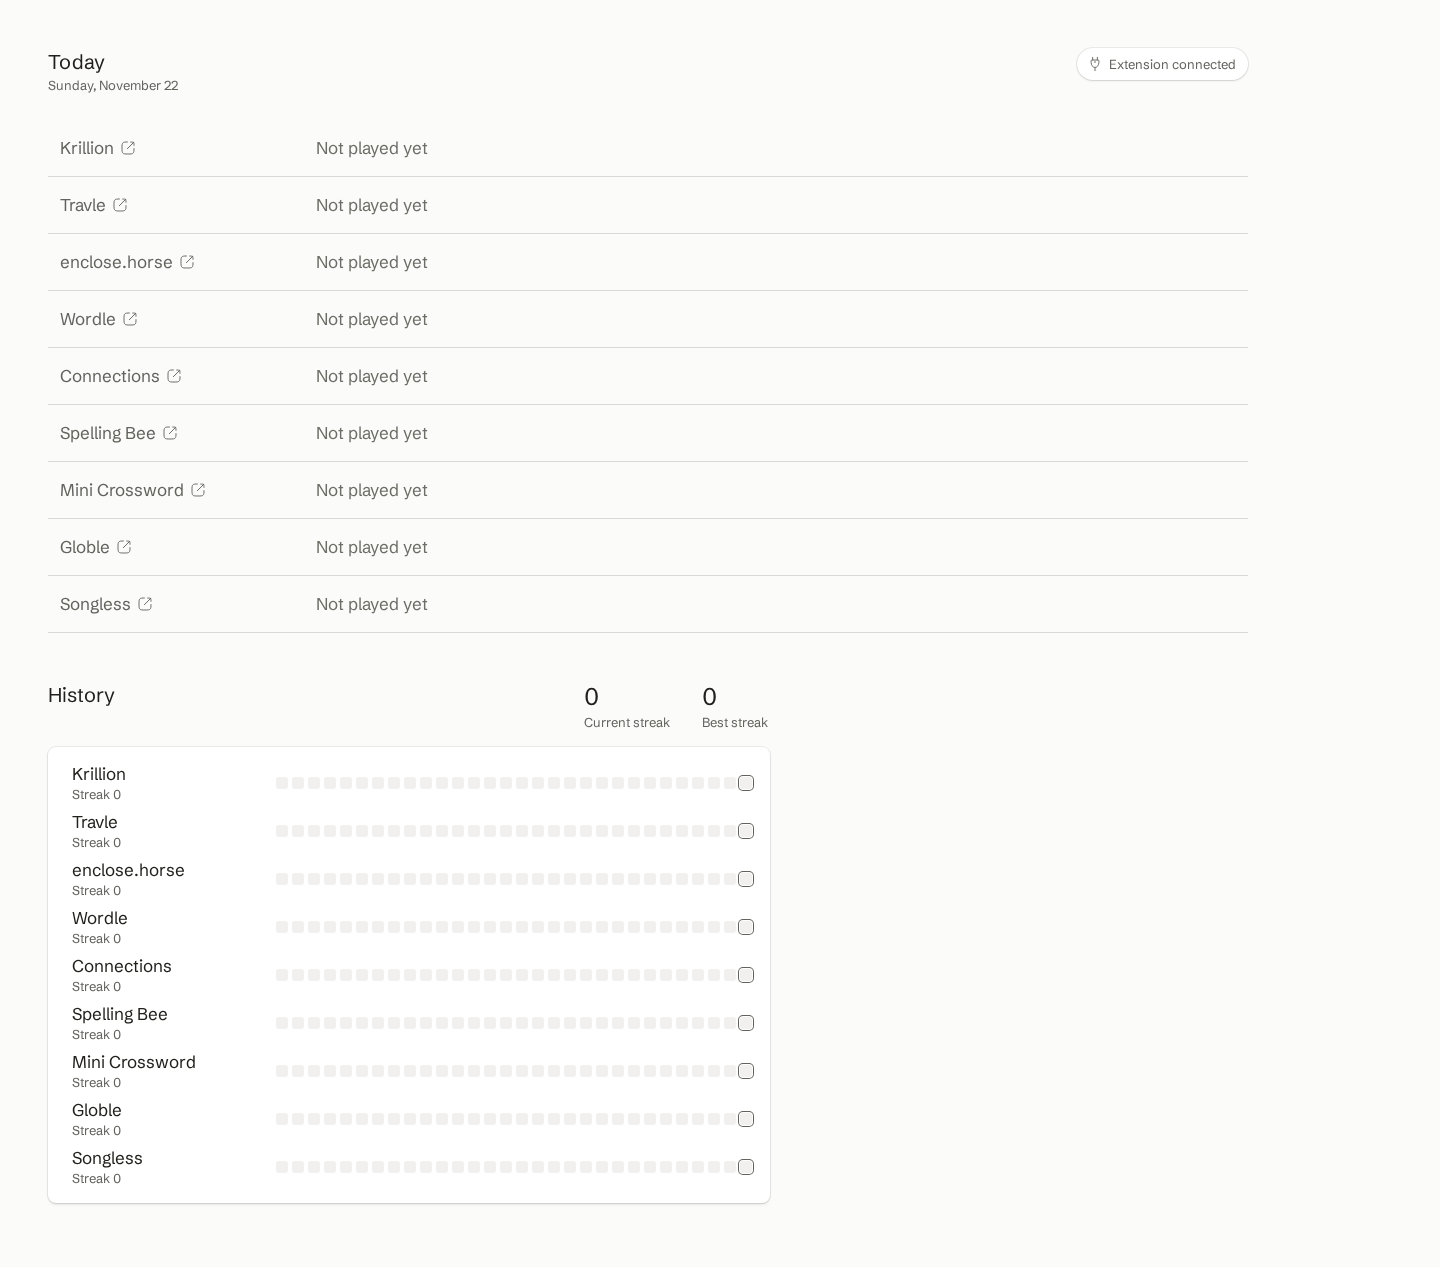 Today
Sunday, November 22
Extension connected
Krillion Not played yet
Travle Not played yet
enclose.horse Not played yet
Wordle Not played yet
Connections Not played yet
Spelling Bee Not played yet
Mini Crossword Not played yet
Globle Not played yet
Songless Not played yet
History
0
Current streak
0
Best streak
Krillion
Streak 0
Travle
Streak 0
enclose.horse
Streak 0
Wordle
Streak 0
Connections
Streak 0
Spelling Bee
Streak 0
Mini Crossword
Streak 0
Globle
Streak 0
Songless
Streak 0